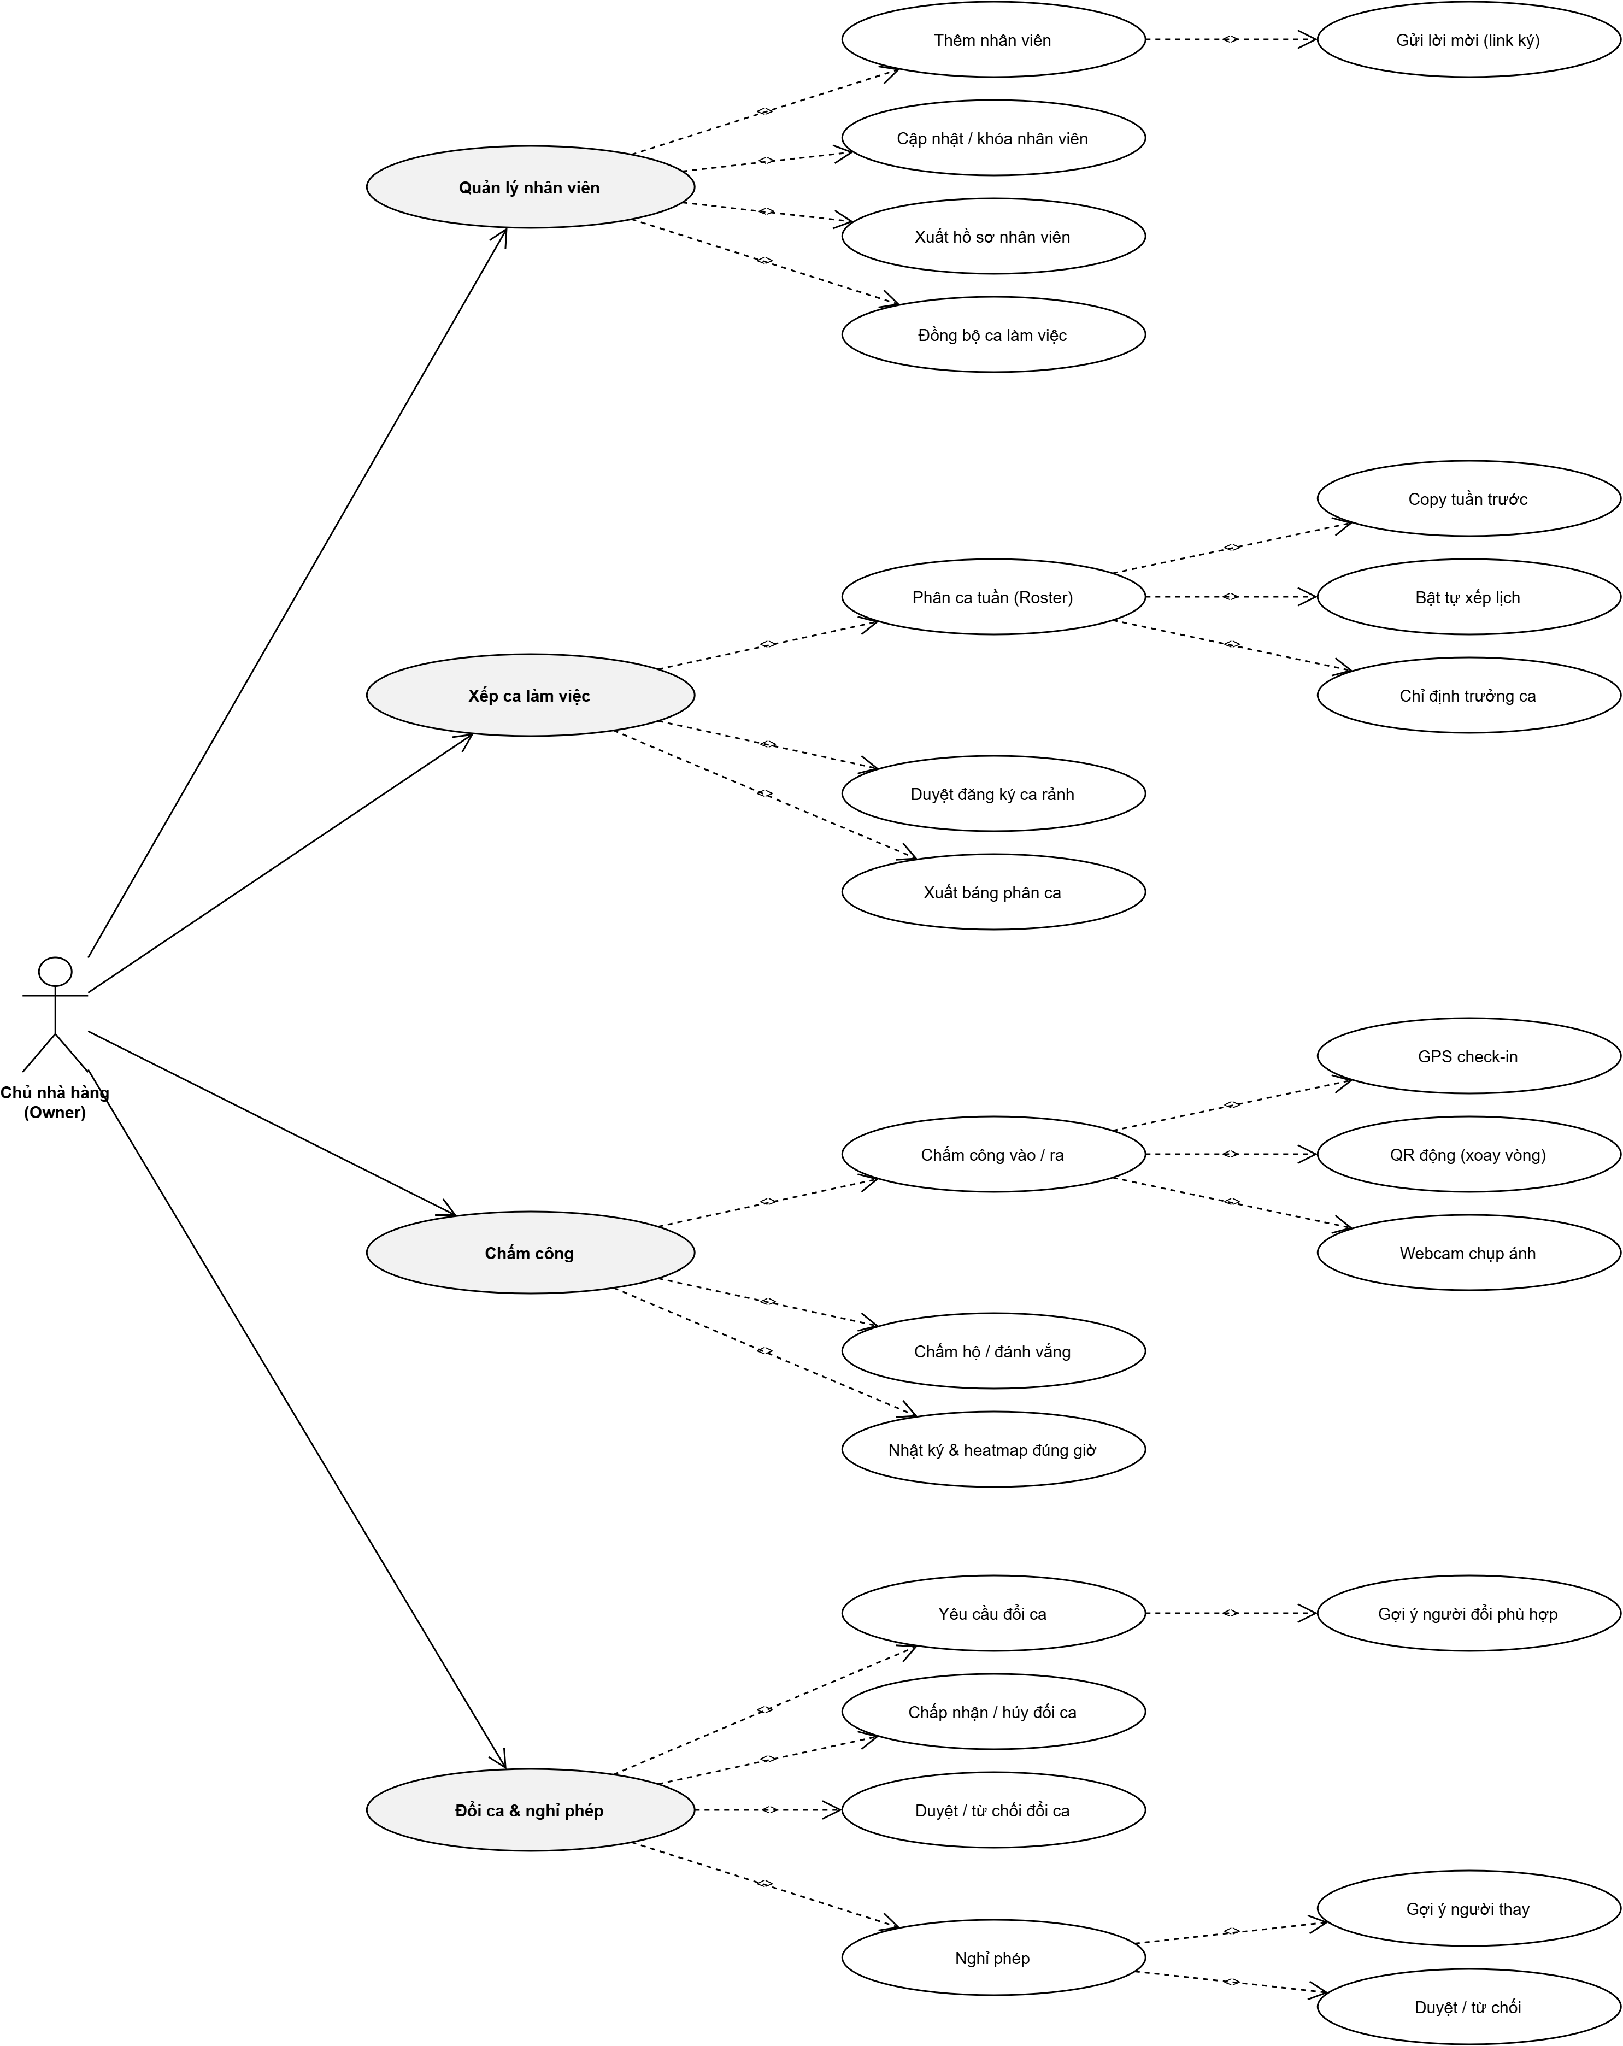 Thêm nhân viên
Gửi lời mời (link ký)
Cập nhật / khóa nhân viên
Quản lý nhân viên
Xuất hồ sơ nhân viên
Đồng bộ ca làm việc
Copy tuần trước
Phân ca tuần (Roster)
Bật tự xếp lịch
Xếp ca làm việc
Chỉ định trưởng ca
Duyệt đăng ký ca rảnh
Xuất bảng phân ca
Chủ nhà hàng
(Owner)
GPS check-in
Chấm công vào / ra
QR động (xoay vòng)
Chấm công
Webcam chụp ảnh
Chấm hộ / đánh vắng
Nhật ký & heatmap đúng giờ
Yêu cầu đổi ca
Gợi ý người đổi phù hợp
Chấp nhận / hủy đổi ca
Đổi ca & nghỉ phép
Duyệt / từ chối đổi ca
Gợi ý người thay
Nghỉ phép
Duyệt / từ chối